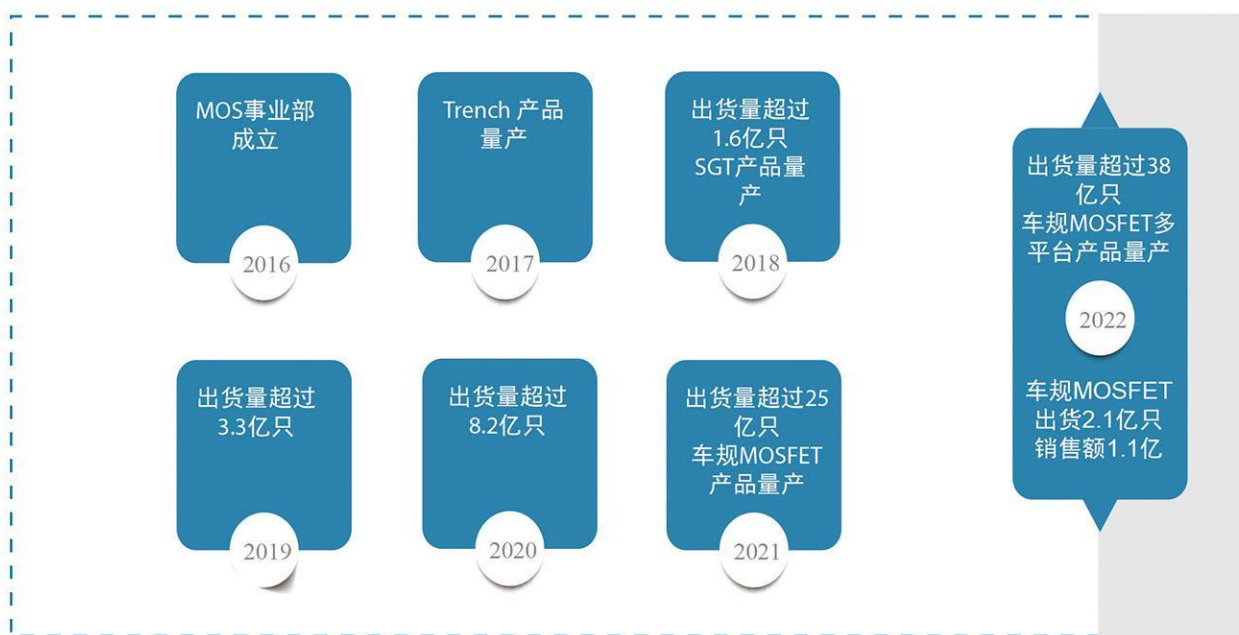 MOS事业部
成立
2016
Trench 产品
量产
2017
出货量超过
1.6亿只
SGT产品量
产
2018
出货量超过
3.3亿只
2019
出货量超过
8.2亿只
2020
出货量超过25
亿只
车规MOSFET
产品量产
2021
出货量超过38
亿只
车规MOSFET多
平台产品量产
2022
车规MOSFET
出货2.1亿只
销售额1.1亿